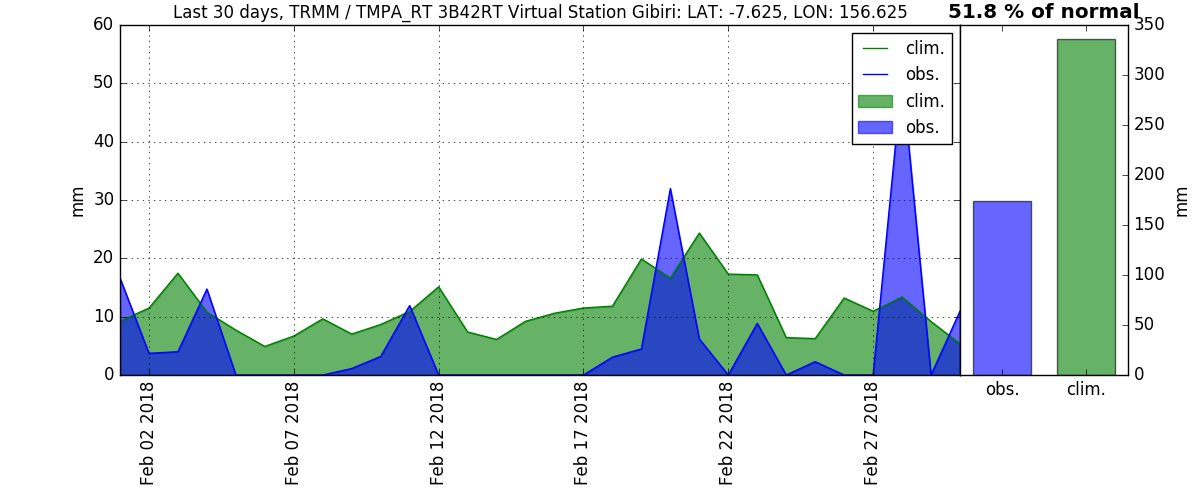 Last 30 days, TRMM / TMPA_RT 3B42RT Virtual Station Gibiri: LAT: -7.625, LON: 156.625
51.8 % of normal
mm
60
50
40
30
20
10
0
clim.
obs.
clim.
obs.
Feb 02 2018
Feb 07 2018
Feb 12 2018
Feb 17 2018
Feb 22 2018
Feb 27 2018
350
300
250
200
150
100
50
0
mm
obs.
clim.